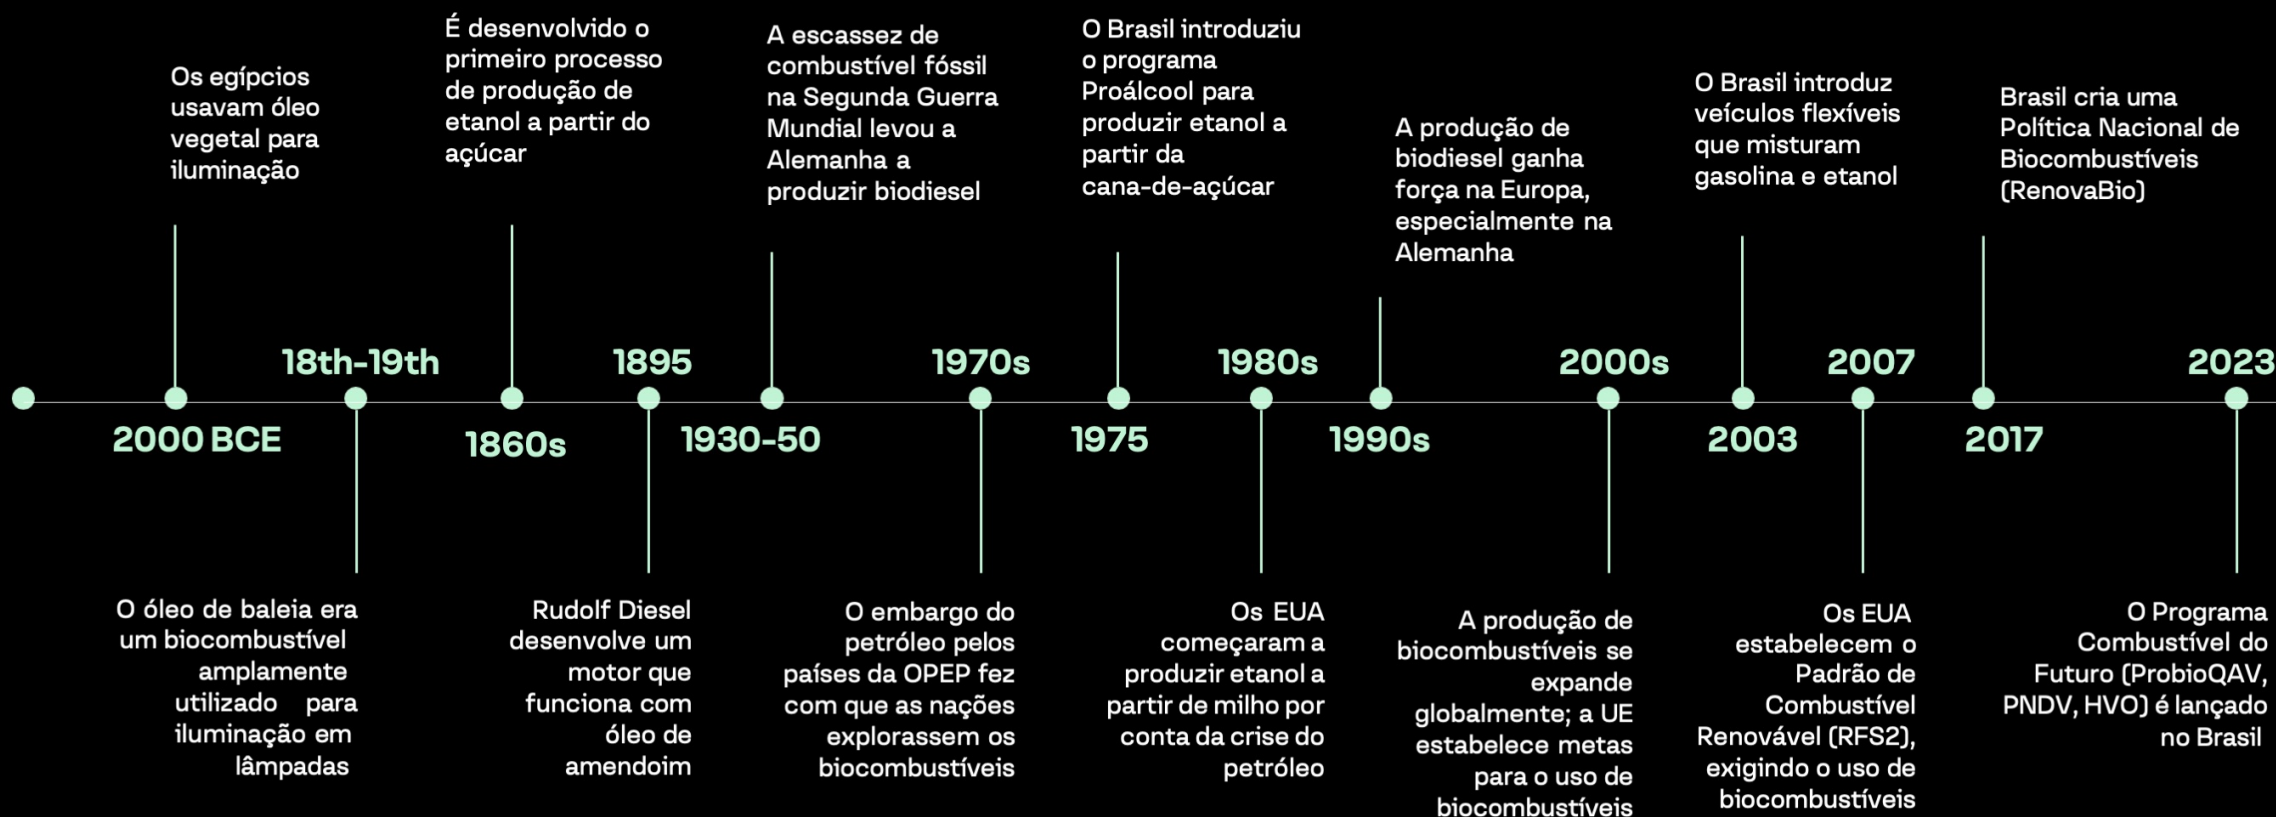 Os egípcios
usavam óleo
vegetal para
iluminação
É desenvolvido o
primeiro processo
de produção de
etanol a partir do
açúcar
A escassez de
combustível fóssil
na Segunda Guerra
Mundial levou a
Alemanha a
produzir biodiesel
O Brasil introduziu
o programa
Proálcool para
produzir etanol a
partir da
cana-de-açúcar
A produção de
biodiesel ganha
força na Europa,
especialmente na
Alemanha
O Brasil introduz
veículos flexíveis
que misturam
gasolina e etanol
Brasil cria uma
Política Nacional de
Biocombustíveis
(RenovaBio)
18th-19th
1895
1970s
1980s
2000s
2007
2023
2000 BCE
1860s
1930-50
1975
1990s
2003
2017
O óleo de baleia era
um biocombustível
amplamente
utilizado para
iluminação em
lâmpadas
Rudolf Diesel
desenvolve um
motor que
funciona com
óleo de
amendoim
O embargo do
petróleo pelos
países da OPEP fez
com que as nações
explorassem os
biocombustíveis
Os EUA
começaram a
produzir etanol a
partir de milho por
conta da crise do
petróleo
A produção de
biocombustíveis se
expande
globalmente; a UE
estabelece metas
para o uso de
biocombustíveis
Os EUA
estabelecem o
Padrão de
Combustível
Renovável (RFS2),
exigindo o uso de
biocombustíveis
O Programa
Combustível do
Futuro (ProbioQAV,
PNDV, HVO) é lançado
no Brasil